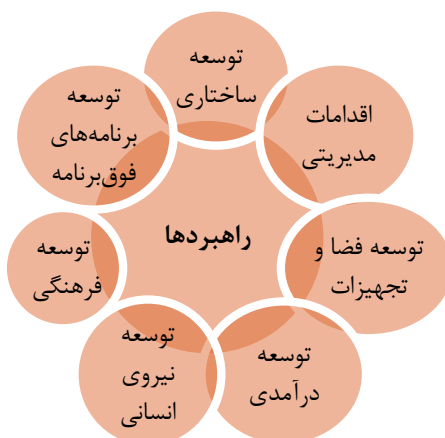 توسعه
ساختاری
اقدامات
مدیریتی
توسعه فضا و
تجهیزات
توسعه
درآمدی
توسعه
نیروی
انسانی
توسعه
فرهنگی
توسعه
برنامه‌های
فوق‌برنامه
راهبردها